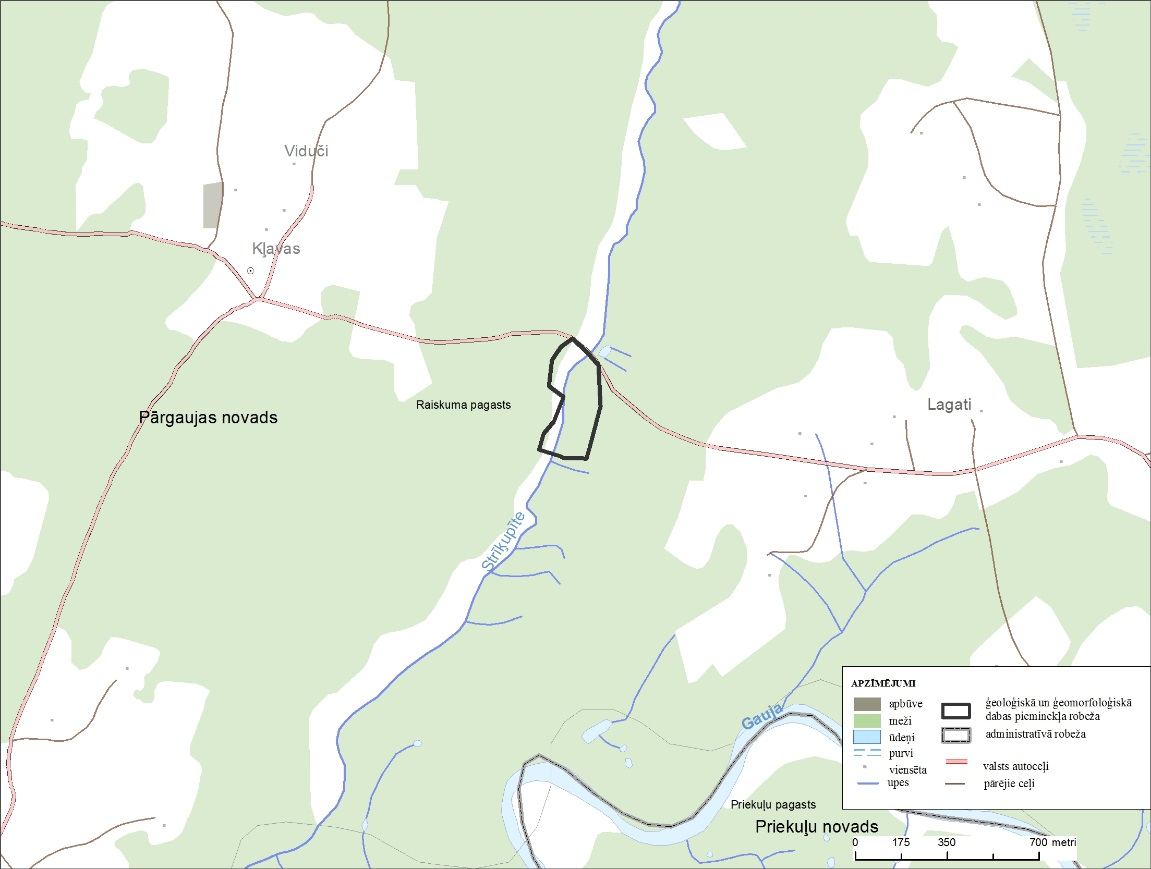 Viduči
Kļavas
Pārgaujas novads
Raiskuma pagasts
Lagati
Strīķupīte
Gauja
Priekuļu pagasts
Priekuļu novads
APZĪMĒJUMI
apbūve
meži
ūdeņi
purvi
viensēta
upes
ģeoloģiskā un ģeomorfoloģiskā
dabas pieminekļa robeža
administratīvā robeža
valsts autoceļi
pārējie ceļi
0 175 350 700 metri